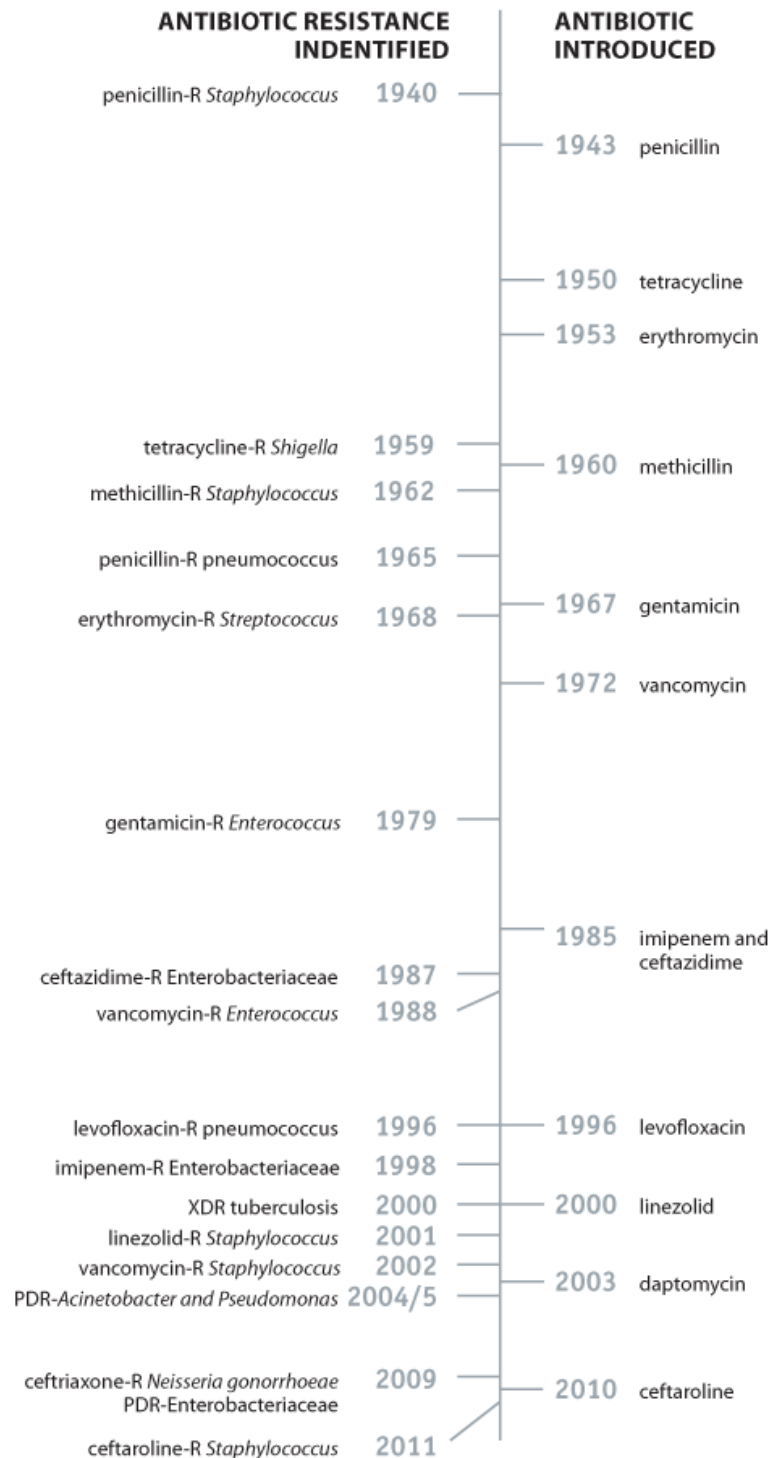 ANTIBIOTIC RESISTANCE
INDENTIFIED
ANTIBIOTIC
INTRODUCED
penicillin-R Staphylococcus 1940
1943 penicillin
1950 tetracycline
1953 erythromycin
tetracycline-R Shigella 1959
1960 methicillin
methicillin-R Staphylococcus 1962
penicillin-R pneumococcus 1965
1967 gentamicin
erythromycin-R Streptococcus 1968
1972 vancomycin
gentamicin-R Enterococcus 1979
1985 imipenem and
ceftazidime
ceftazidime-R Enterobacteriaceae 1987
vancomycin-R Enterococcus 1988
levofloxacin-R pneumococcus 1996
1996 levofloxacin
imipenem-R Enterobacteriaceae 1998
XDR tuberculosis 2000
2000 linezolid
linezolid-R Staphylococcus 2001
vancomycin-R Staphylococcus 2002
2003 daptomycin
PDR-Acinetobacter and Pseudomonas 2004/5
ceftriaxone-R Neisseria gonorrhoeae 2009
PDR-Enterobacteriaceae
2010 ceftaroline
ceftaroline-R Staphylococcus 2011